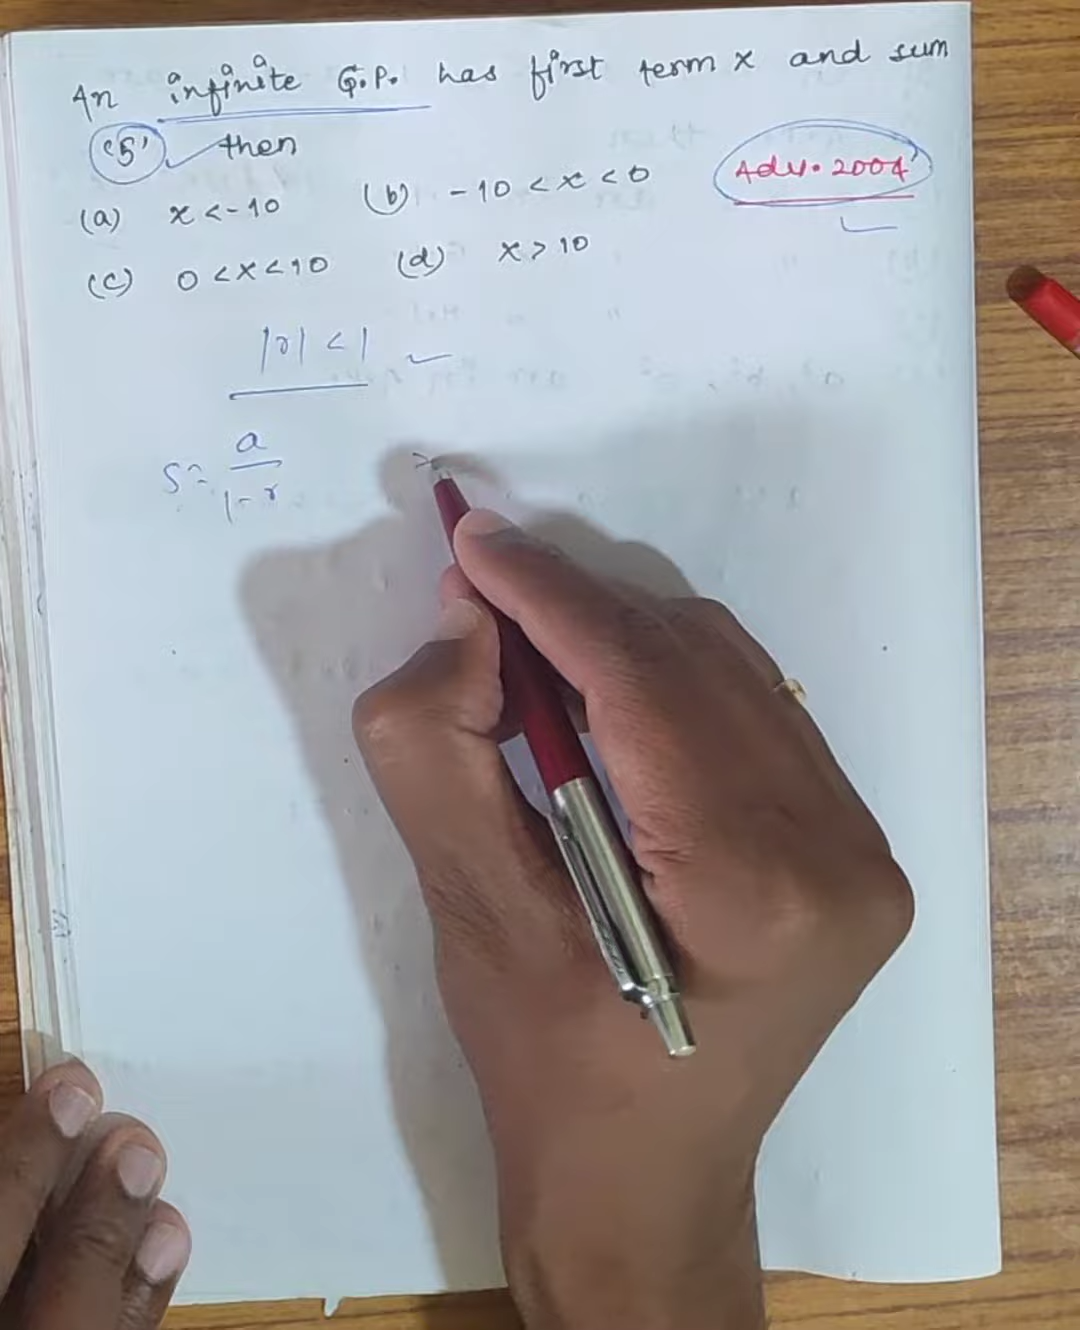 An infinite G.P. has first term x and sum
'5' then
Adv. 2004
(a) x < -10 (b) -10 < x < 0
(c) 0 < x < 10 (d) x > 10
|r| < 1
S = a/1-r